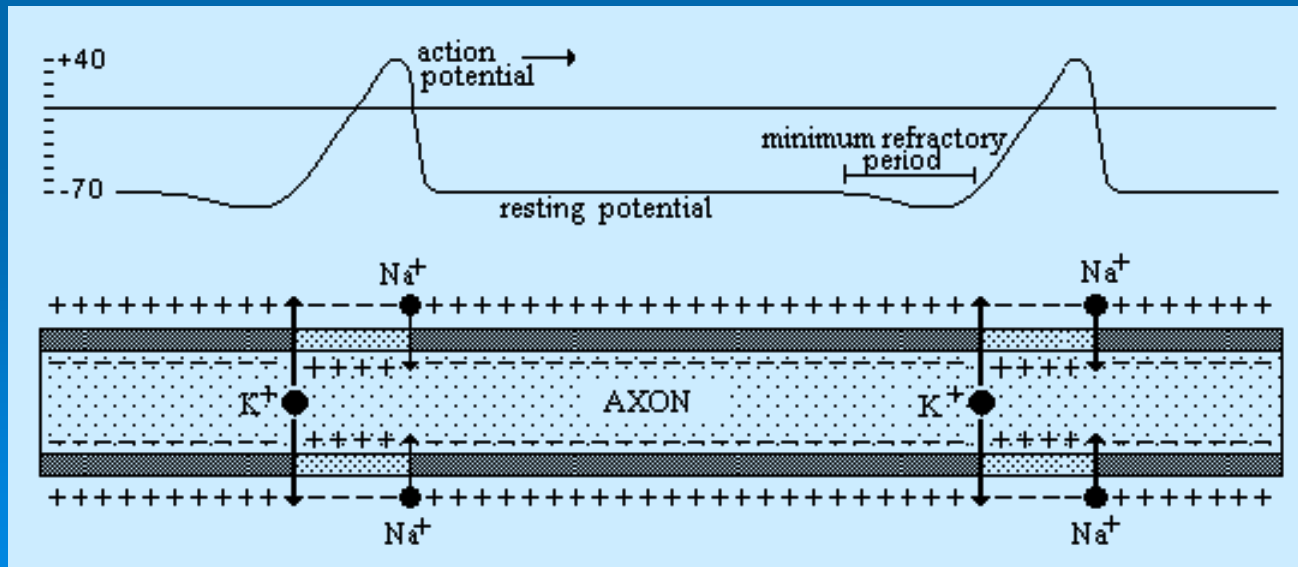 +40
action
potential
minimum refractory
period
-70
resting potential
Na+ Na+
++++++++++ ---- +++++++++++++++++++++ ---- +++++++
++++ ++++
K+ AXON K+
++++ ++++
++++++++++ ---- +++++++++++++++++++++ ---- +++++++
Na+ Na+